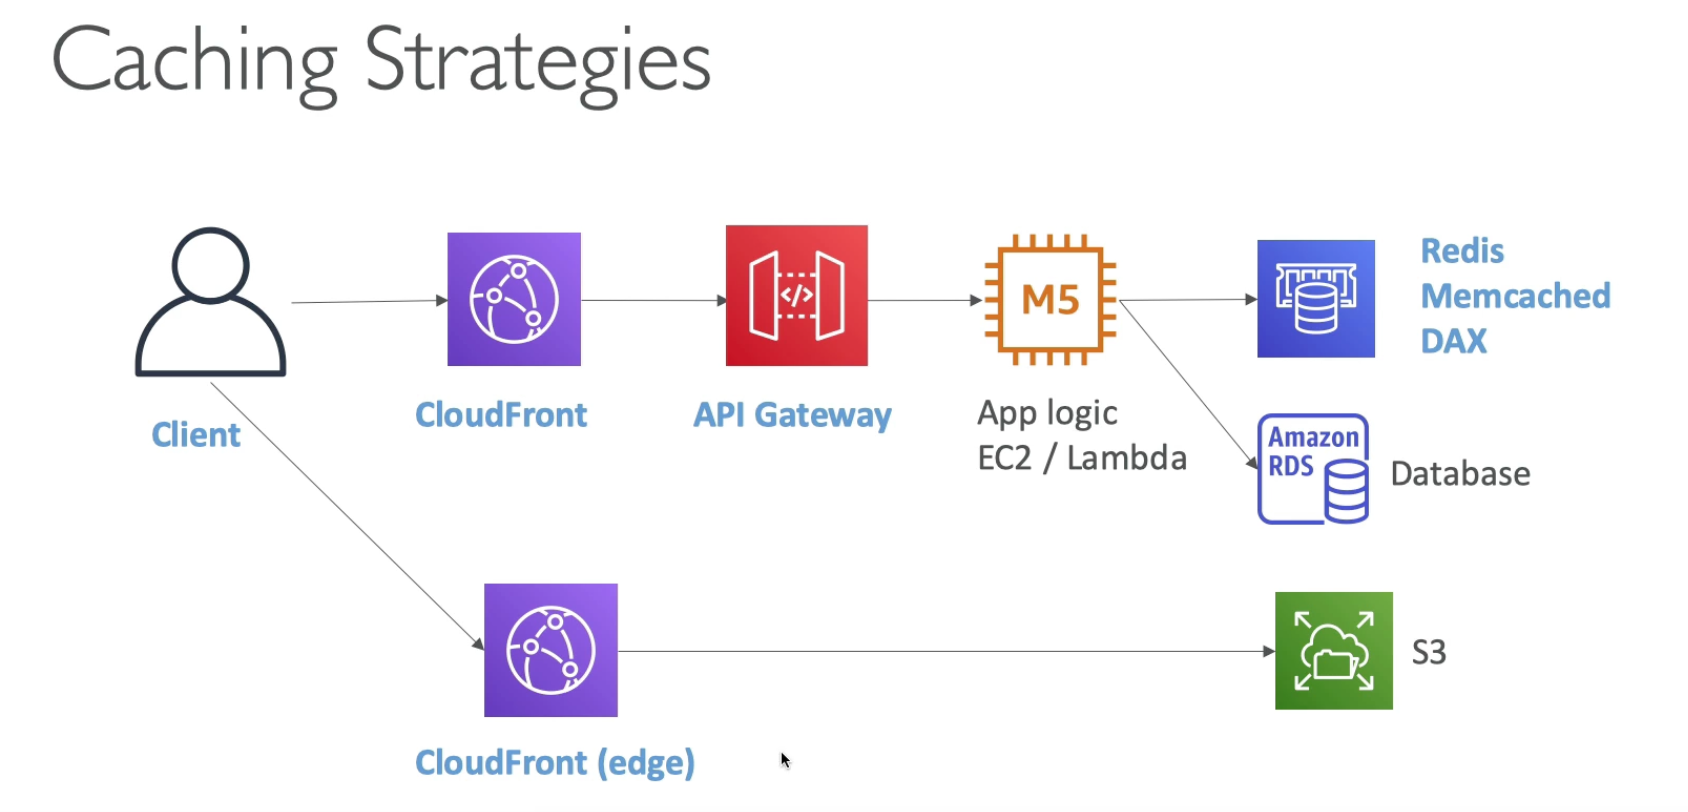 Caching Strategies
Client
CloudFront
</>
API Gateway
M5
App logic
EC2 / Lambda
Redis
Memcached
DAX
Amazon
RDS
Database
CloudFront (edge)
S3